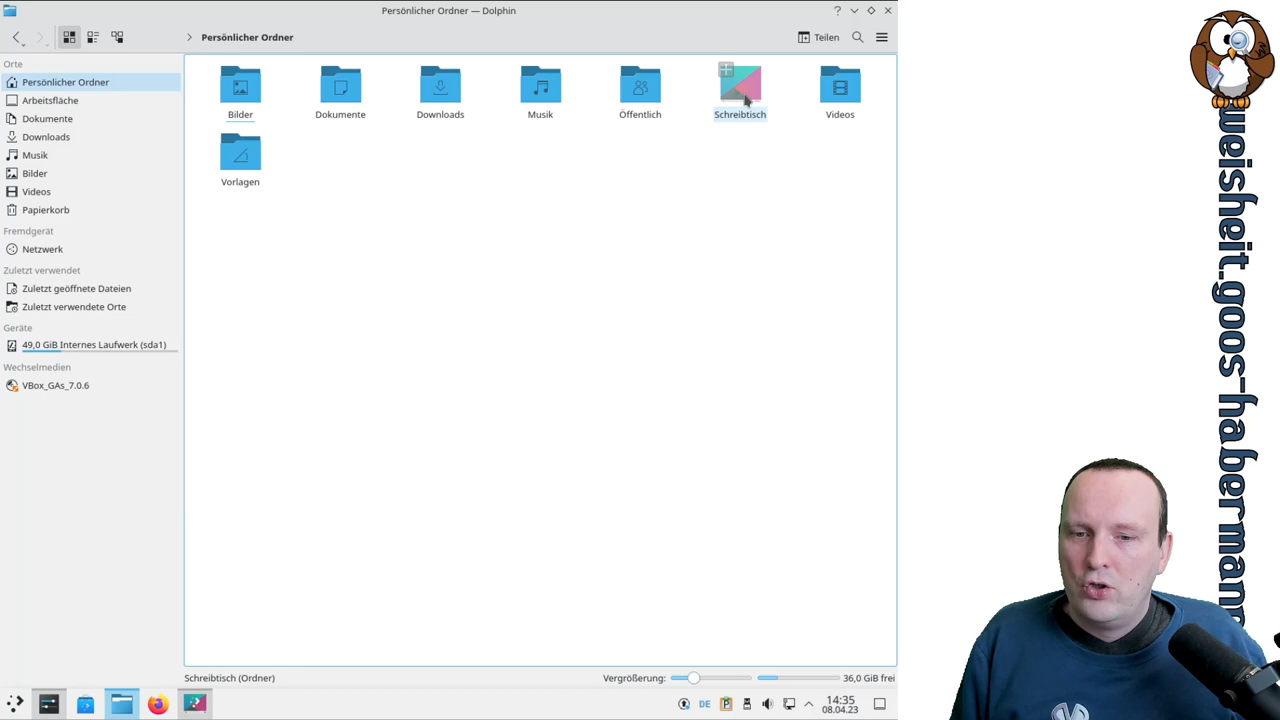 Persönlicher Ordner — Dolphin
Persönlicher Ordner
Teilen
Orte
Persönlicher Ordner
Arbeitsfläche
Dokumente
Downloads
Musik
Bilder
Videos
Papierkorb
Fremdgerät
Netzwerk
Zuletzt verwendet
Zuletzt geöffnete Dateien
Zuletzt verwendete Orte
Geräte
49,0 GiB Internes Laufwerk (sda1)
Wechselmedien
VBox_GAs_7.0.6
Bilder
Dokumente
Downloads
Musik
Öffentlich
Schreibtisch
Videos
Vorlagen
Schreibtisch (Ordner)
Vergrößerung:
36,0 GiB frei
DE
14:35
08.04.23
weisheit.goos-habermann